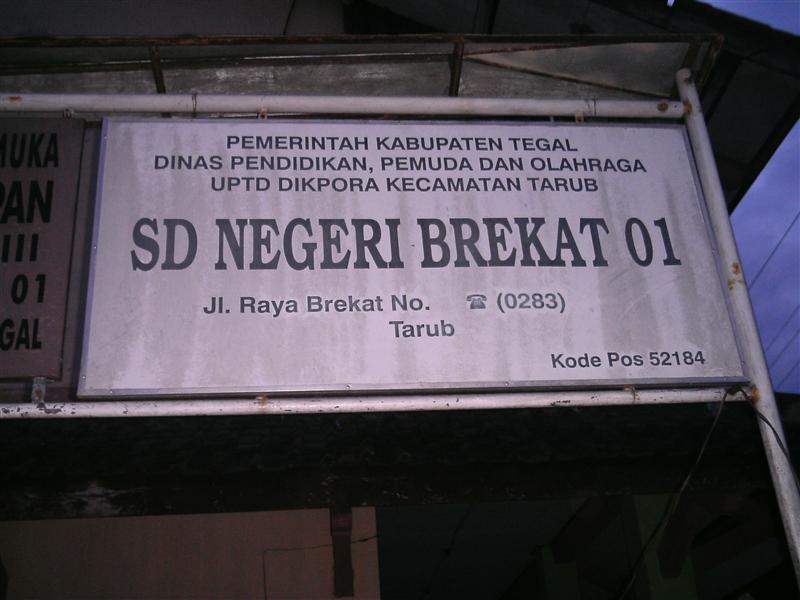 MUKA
PAN
III
01
GAL
PEMERINTAH KABUPATEN TEGAL
DINAS PENDIDIKAN, PEMUDA DAN OLAHRAGA
UPTD DIKPORA KECAMATAN TARUB
SD NEGERI BREKAT 01
Jl. Raya Brekat No. ☎ (0283)
Tarub
Kode Pos 52184